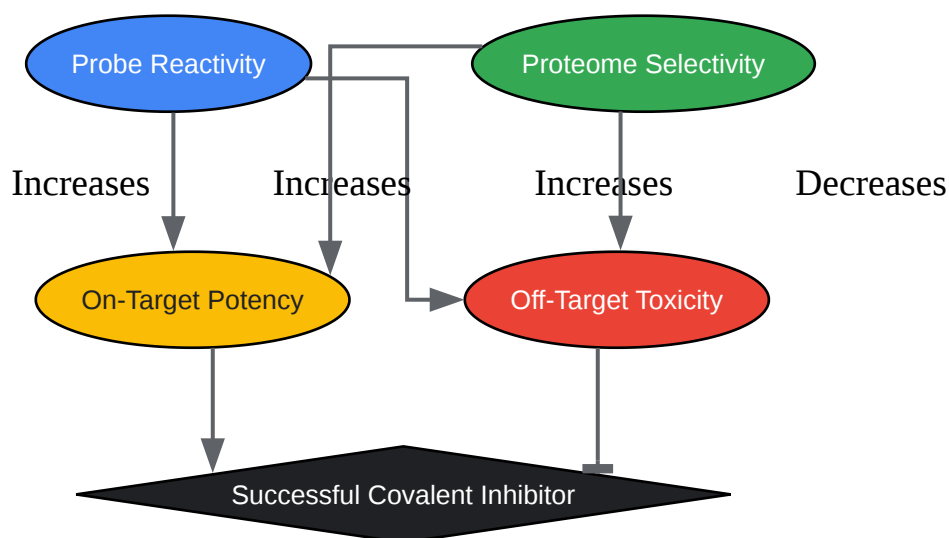 Probe Reactivity
Proteome Selectivity
Increases
Increases
Increases
Decreases
On-Target Potency
Off-Target Toxicity
Successful Covalent Inhibitor